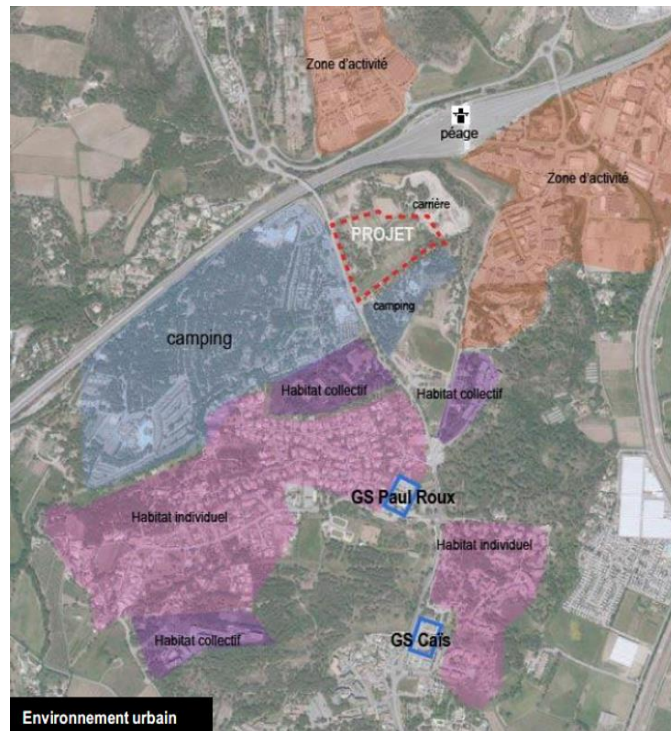 Zone d'activité
péage
Zone d'activité
carrière
PROJET
camping
camping
Habitat collectif
Habitat collectif
GS Paul Roux
Habitat individuel
Habitat individuel
Habitat collectif
GS Caïs
Environnement urbain